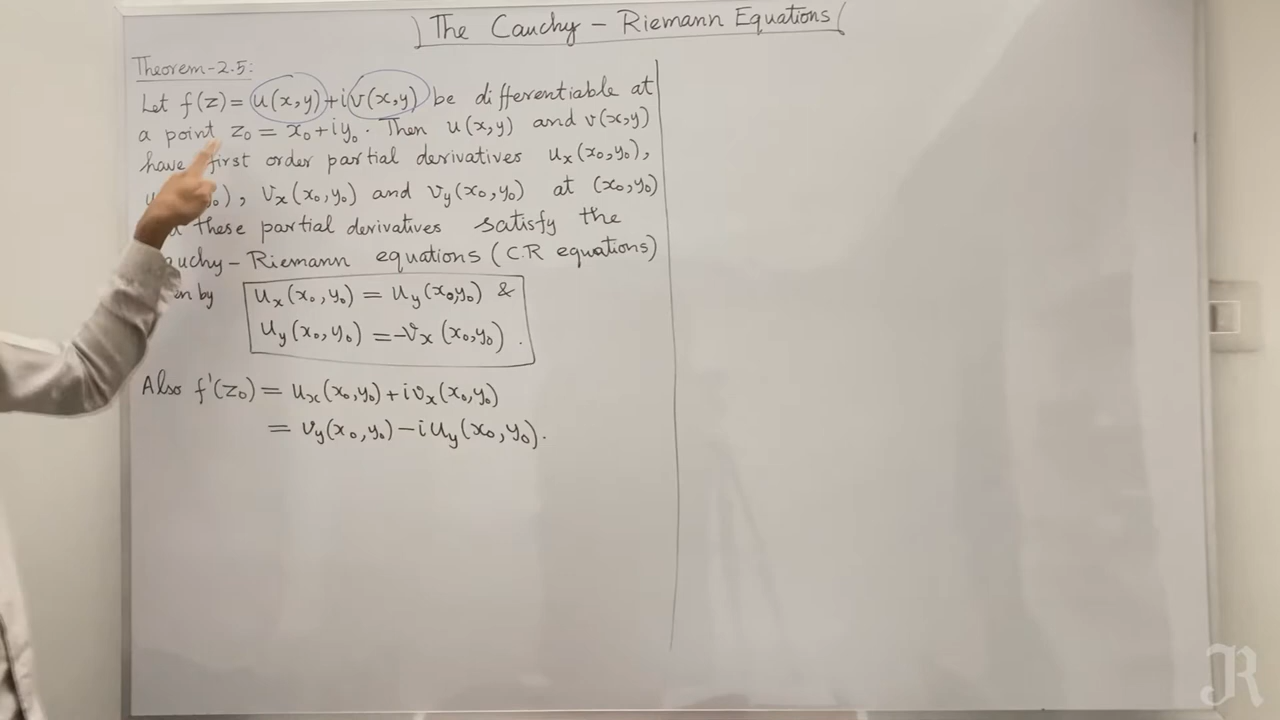 The Cauchy - Riemann Equations
Theorem-2.5:
Let f(z) = u(x,y)+i v(x,y) be differentiable at
a point z₀ = x₀+iy₀. Then u(x,y) and v(x,y)
have first order partial derivatives uₓ(x₀,y₀),
), vₓ(x₀,y₀) and v_y(x₀,y₀) at (x₀,y₀)
these partial derivatives satisfy the
auchy-Riemann equations (C.R equations)
by uₓ(x₀,y₀) = u_y(x₀,y₀) &
u_y(x₀,y₀) = -vₓ(x₀,y₀).
Also f'(z₀) = uₓ(x₀,y₀)+ivₓ(x₀,y₀)
= v_y(x₀,y₀)-iu_y(x₀,y₀).
R